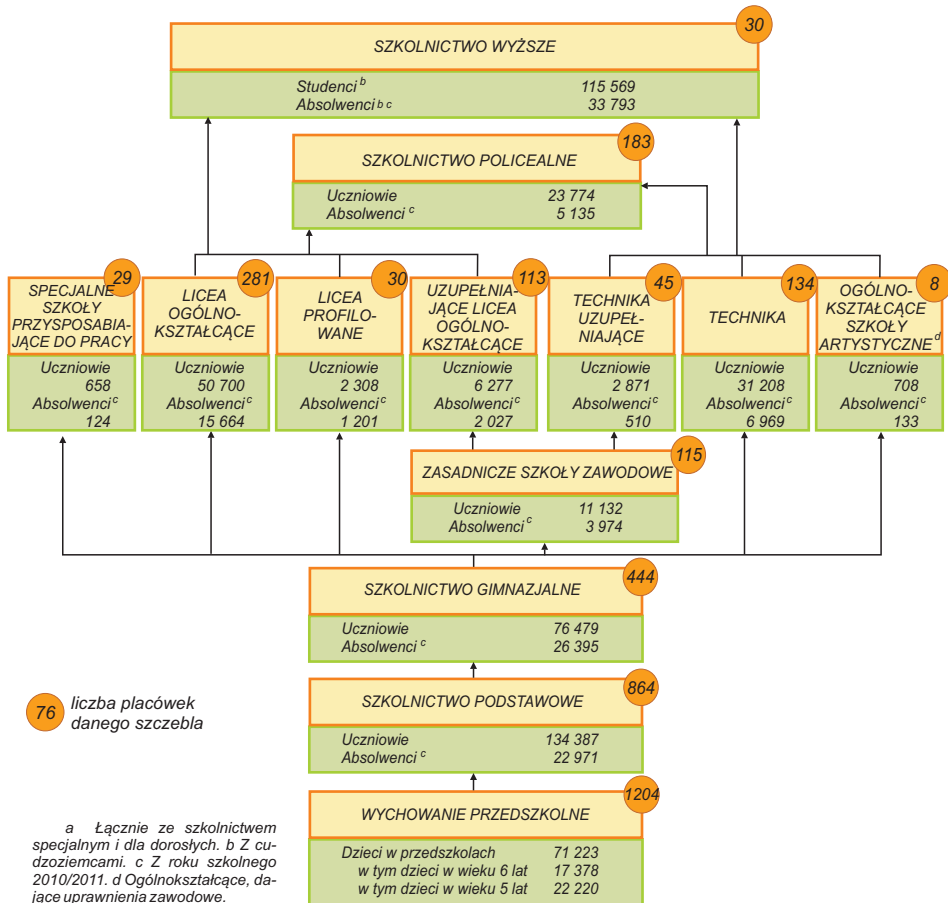 30
SZKOLNICTWO WYŻSZE
Studenci b 115 569
Absolwenci b c 33 793
183
SZKOLNICTWO POLICEALNE
Uczniowie 23 774
Absolwenci c 5 135
29
SPECJALNE
SZKOŁY
PRZYSPOSABIA-
JĄCE DO PRACY
Uczniowie
658
Absolwenci c
124
281
LICEA
OGÓLNO-
KSZTAŁCĄCE
Uczniowie
50 700
Absolwenci c
15 664
30
LICEA
PROFILO-
WANE
Uczniowie
2 308
Absolwenci c
1 201
113
UZUPEŁNIA-
JĄCE LICEA
OGÓLNO-
KSZTAŁCĄCE
Uczniowie
6 277
Absolwenci c
2 027
45
TECHNIKA
UZUPEŁ-
NIAJĄCE
Uczniowie
2 871
Absolwenci c
510
134
TECHNIKA
Uczniowie
31 208
Absolwenci c
6 969
8
OGÓLNO-
KSZTAŁCĄCE
SZKOŁY
ARTYSTYCZNE d
Uczniowie
708
Absolwenci c
133
115
ZASADNICZE SZKOŁY ZAWODOWE
Uczniowie 11 132
Absolwenci c 3 974
444
SZKOLNICTWO GIMNAZJALNE
Uczniowie 76 479
Absolwenci c 26 395
864
SZKOLNICTWO PODSTAWOWE
Uczniowie 134 387
Absolwenci c 22 971
1204
WYCHOWANIE PRZEDSZKOLNE
Dzieci w przedszkolach 71 223
w tym dzieci w wieku 6 lat 17 378
w tym dzieci w wieku 5 lat 22 220
76 liczba placówek
danego szczebla
a Łącznie ze szkolnictwem
specjalnym i dla dorosłych. b Z cu-
dzoziemcami. c Z roku szkolnego
2010/2011. d Ogólnokształcące, da-
jące uprawnienia zawodowe.